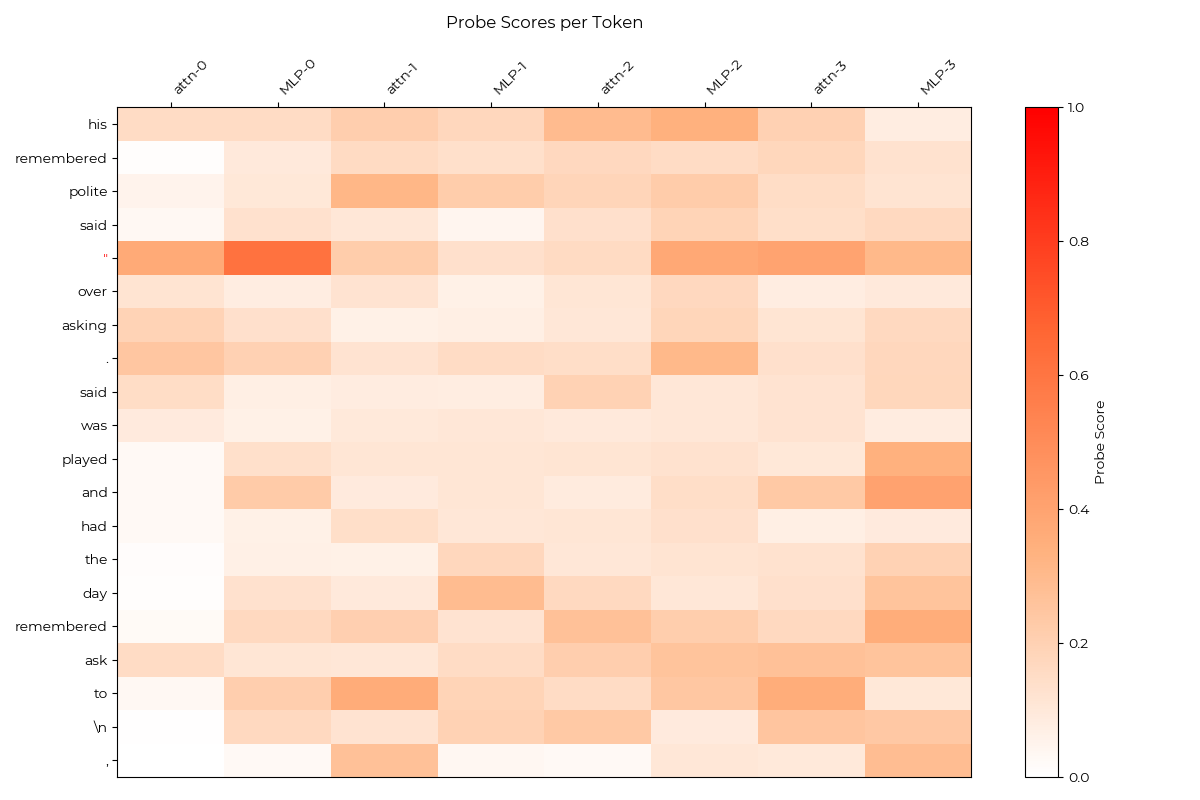 Probe Scores per Token
attn-0 MLP-0 attn-1 MLP-1 attn-2 MLP-2 attn-3 MLP-3
his
remembered
polite
said
"
over
asking
.
said
was
played
and
had
the
day
remembered
ask
to
\n
,
1.0
0.8
0.6
0.4
0.2
0.0
Probe Score